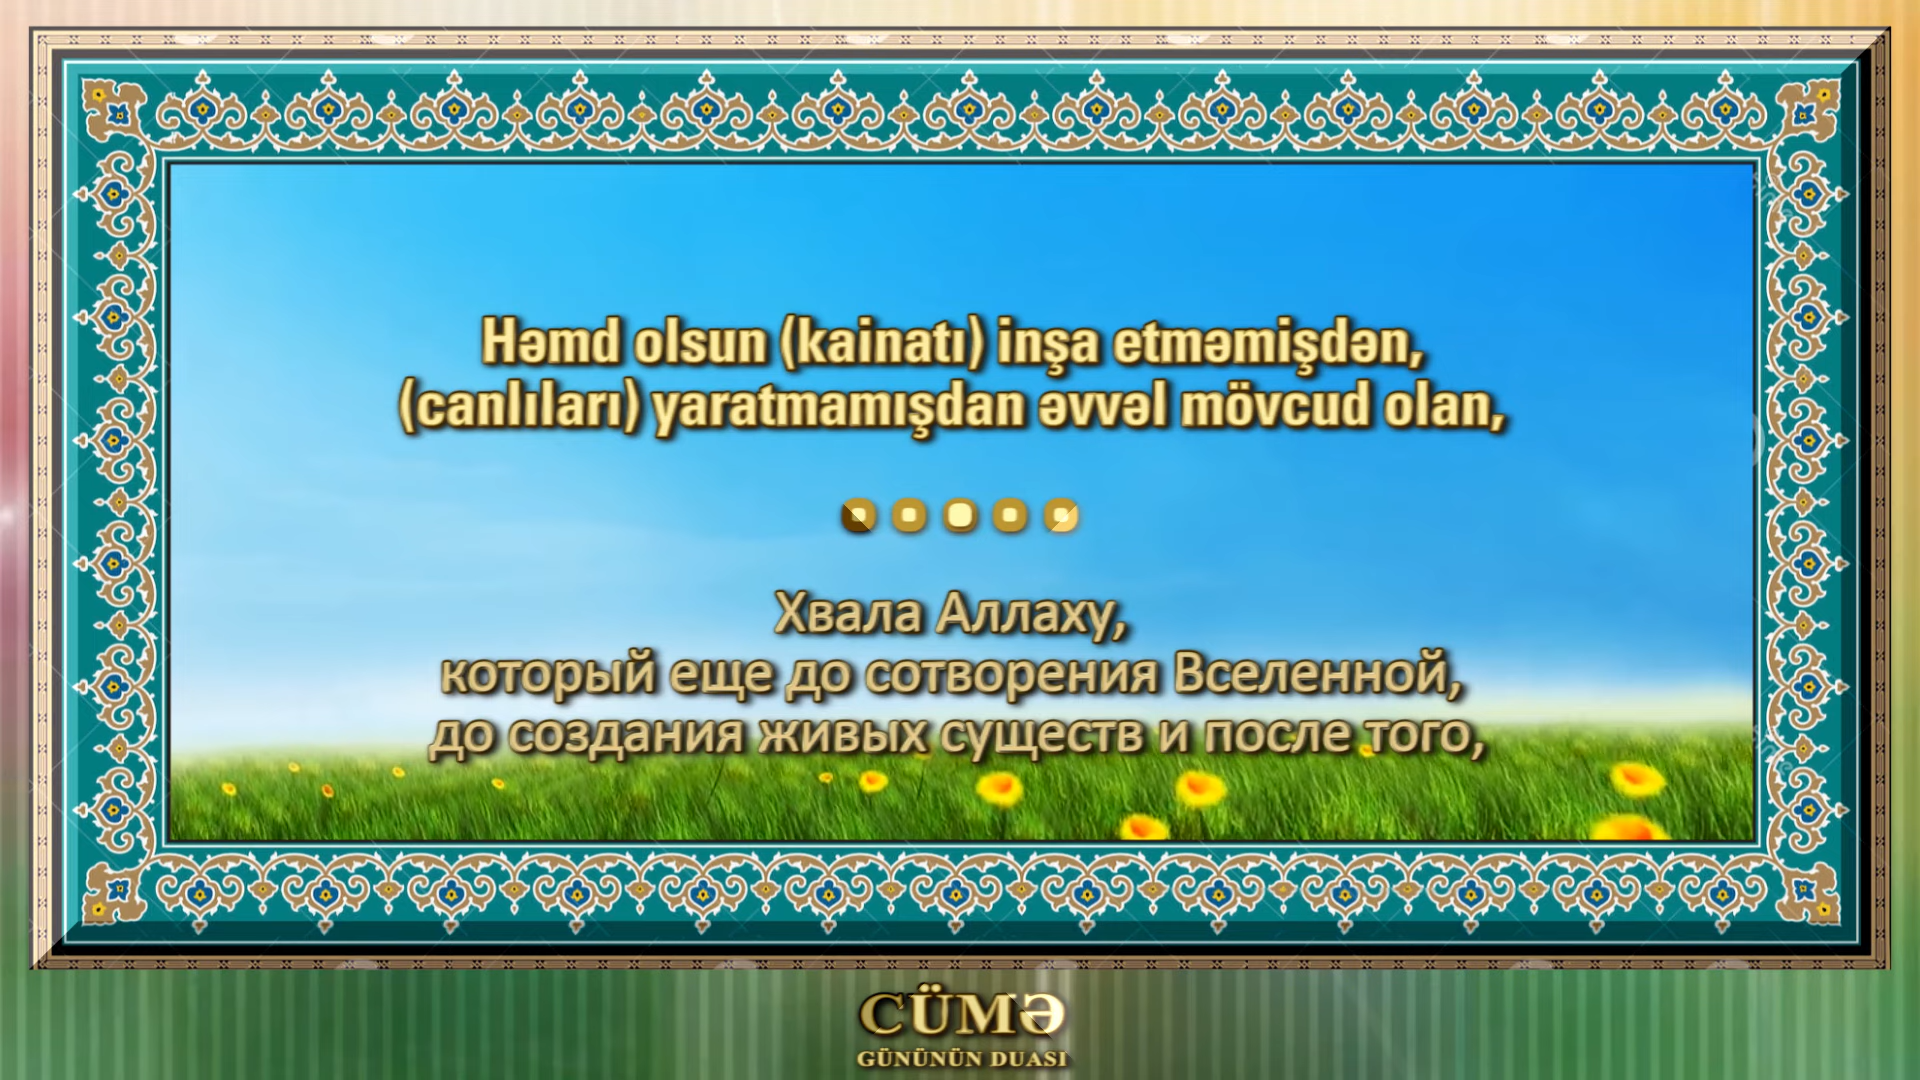 Həmd olsun (kainatı) inşa etməmişdən,
(canlıları) yaratmamışdan əvvəl mövcud olan,
Хвала Аллаху,
который еще до сотворения Вселенной,
до создания живых существ и после того,
CÜMƏ
GÜNÜNÜN DUASI